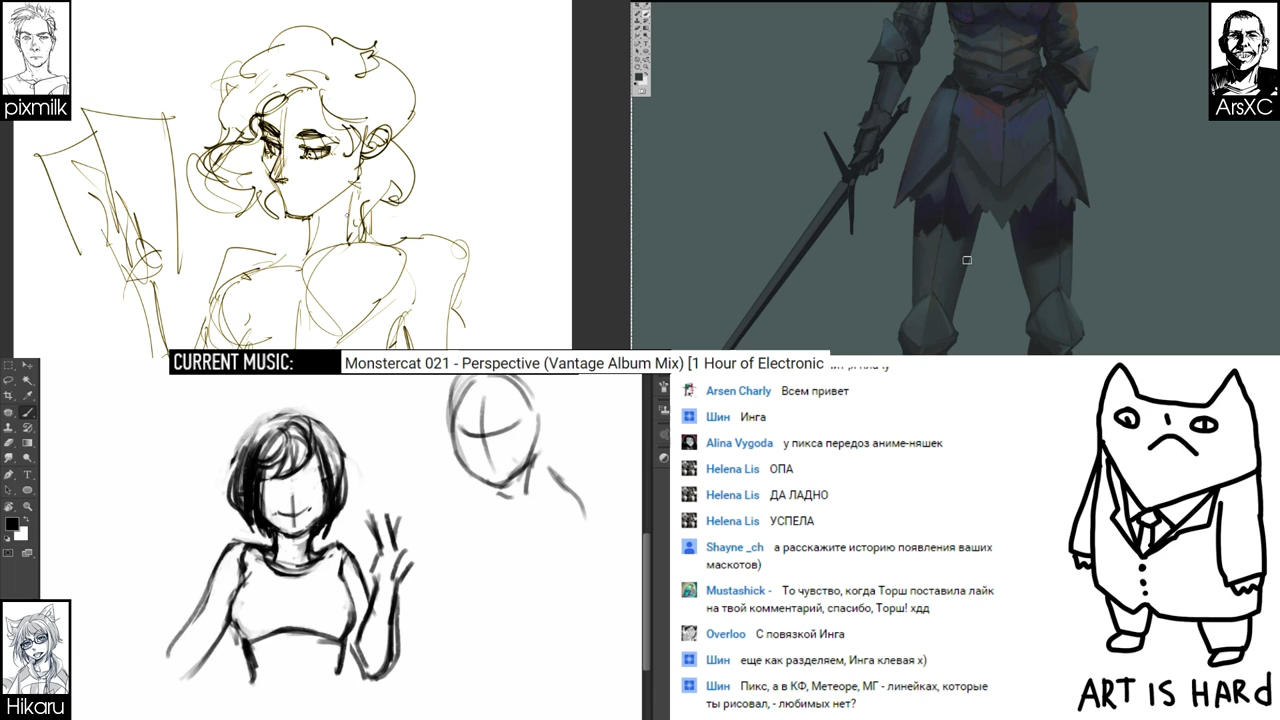 pixmilk
ArsXC
CURRENT MUSIC:
Monstercat 021 - Perspective (Vantage Album Mix) [1 Hour of Electronic
Arsen Charly Всем привет
Шин Инга
Alina Vygoda у пикса передоз аниме-няшек
Helena Lis ОПА
Helena Lis ДА ЛАДНО
Helena Lis УСПЕЛА
Shayne _ch а расскажите историю появления ваших
маскотов)
Mustashick - То чувство, когда Торш поставила лайк
на твой комментарий, спасибо, Торш! хдд
Overloo С повязкой Инга
Шин еще как разделяем, Инга клевая х)
Шин Пикс, а в КФ, Метеоре, МГ - линейках, которые
ты рисовал, - любимых нет?
Hikaru
ART IS HARd